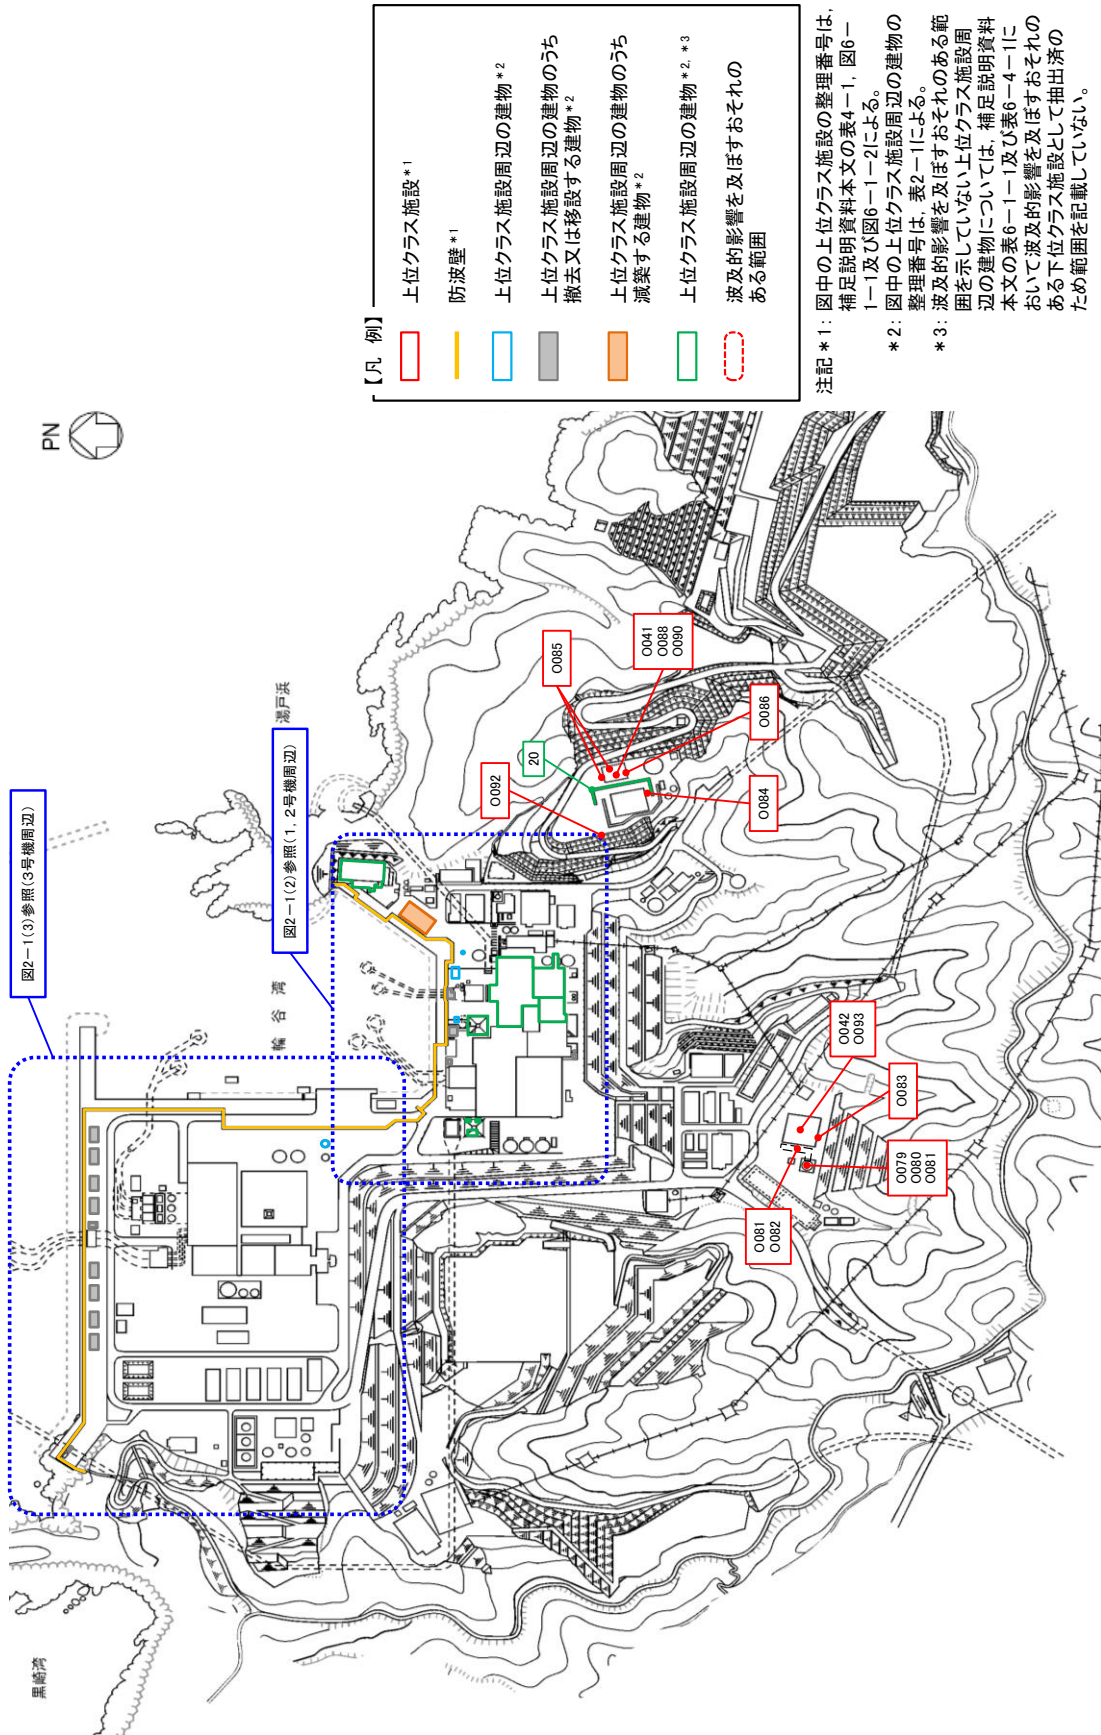 黒崎湾
図2-1(3)参照(3号機周辺)
図2-1(2)参照(1,2号機周辺)
輪谷湾
湯戸浜
PN
O092
20
O085
O041
O088
O090
O086
O084
O042
O093
O083
O079
O080
O081
O081
O082
【凡 例】
上位クラス施設*1
防波壁*1
上位クラス施設周辺の建物*2
上位クラス施設周辺の建物のうち
撤去又は移設する建物*2
上位クラス施設周辺の建物のうち
減築する建物*2
上位クラス施設周辺の建物*2, *3
波及的影響を及ぼすおそれの
ある範囲
注記 *1: 図中の上位クラス施設の整理番号は,
補足説明資料本文の表4-1, 図6-
1-1及び図6-1-2による。
*2: 図中の上位クラス施設周辺の建物の
整理番号は, 表2-1による。
*3: 波及的影響を及ぼすおそれのある範
囲を示していない上位クラス施設周
辺の建物については, 補足説明資料
本文の表6-1-1及び表6-4-1に
おいて波及的影響を及ぼすおそれの
ある下位クラス施設として抽出済の
ため範囲を記載していない。